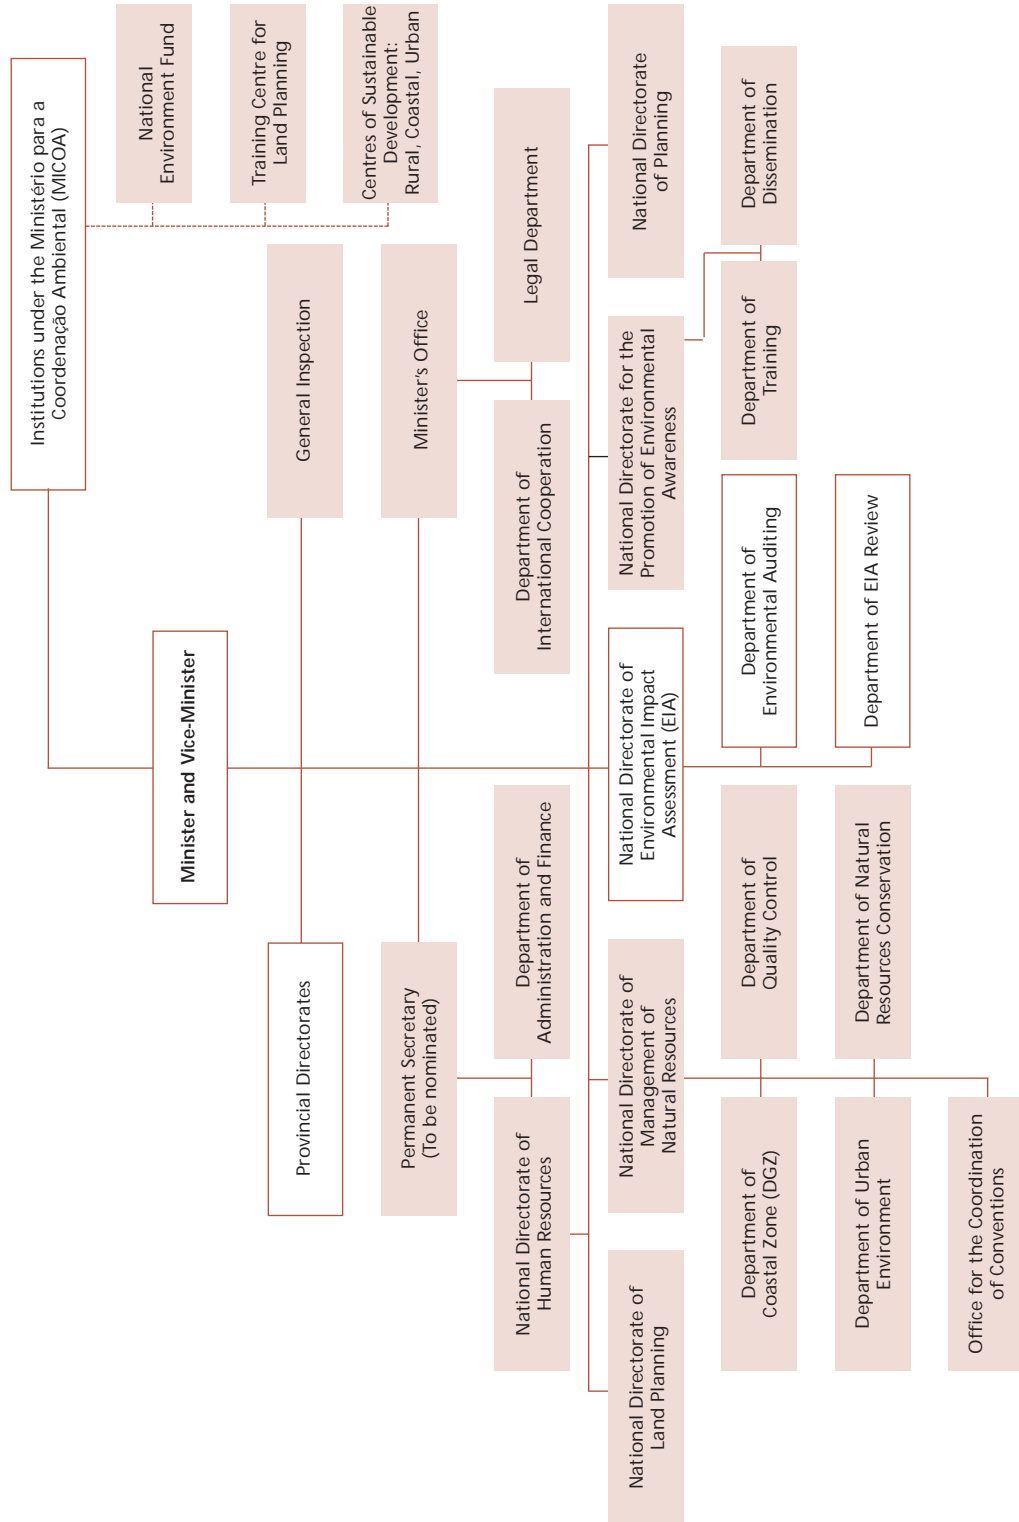 Institutions under the Ministério para a
Coordenação Ambiental (MICOA)
National
Environment Fund
Training Centre for
Land Planning
Centres of Sustainable
Development:
Rural, Coastal, Urban
Minister and Vice-Minister
Provincial Directorates
General Inspection
Permanent Secretary
(To be nominated)
Minister's Office
National Directorate of
Human Resources
Department of
Administration and Finance
Department of
International Cooperation
Legal Department
National Directorate of
Land Planning
National Directorate of
Management of
Natural Resources
National Directorate of
Environmental Impact
Assessment (EIA)
National Directorate for the
Promotion of Environmental
Awareness
National Directorate
of Planning
Department of
Coastal Zone (DGZ)
Department of
Quality Control
Department of
Environmental Auditing
Department of
Training
Department of
Dissemination
Department of Urban
Environment
Department of Natural
Resources Conservation
Department of EIA Review
Office for the Coordination
of Conventions